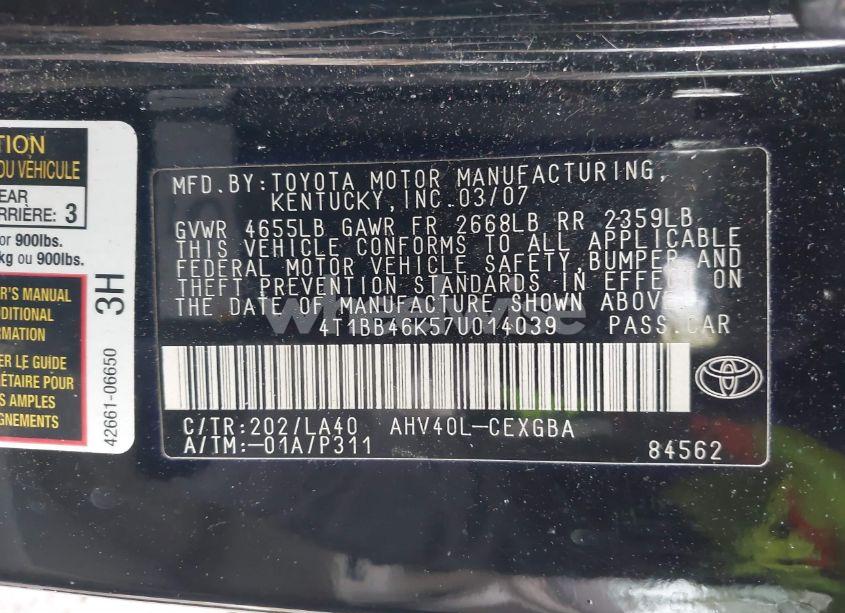 TION
DU VÉHICULE
EAR
RRIÈRE: 3
or 900lbs.
kg ou 900lbs.
R'S MANUAL
DDITIONAL
RMATION
ER LE GUIDE
RIÉTAIRE POUR
S AMPLES
GNEMENTS
42661-06650
3H
MFD.BY:TOYOTA MOTOR MANUFACTURING,
KENTUCKY,INC.03/07
GVWR 4655LB GAWR FR 2668LB RR 2359LB
THIS VEHICLE CONFORMS TO ALL APPLICABLE
FEDERAL MOTOR VEHICLE SAFETY,BUMPER,AND
THEFT PREVENTION STANDARDS IN EFFECT ON
THE DATE OF MANUFACTURE SHOWN ABOVE.
4T1BB46K57U014039 PASS.CAR
C/TR:202/LA40 AHV40L-CEXGBA
A/TM:-01A/P311
84562